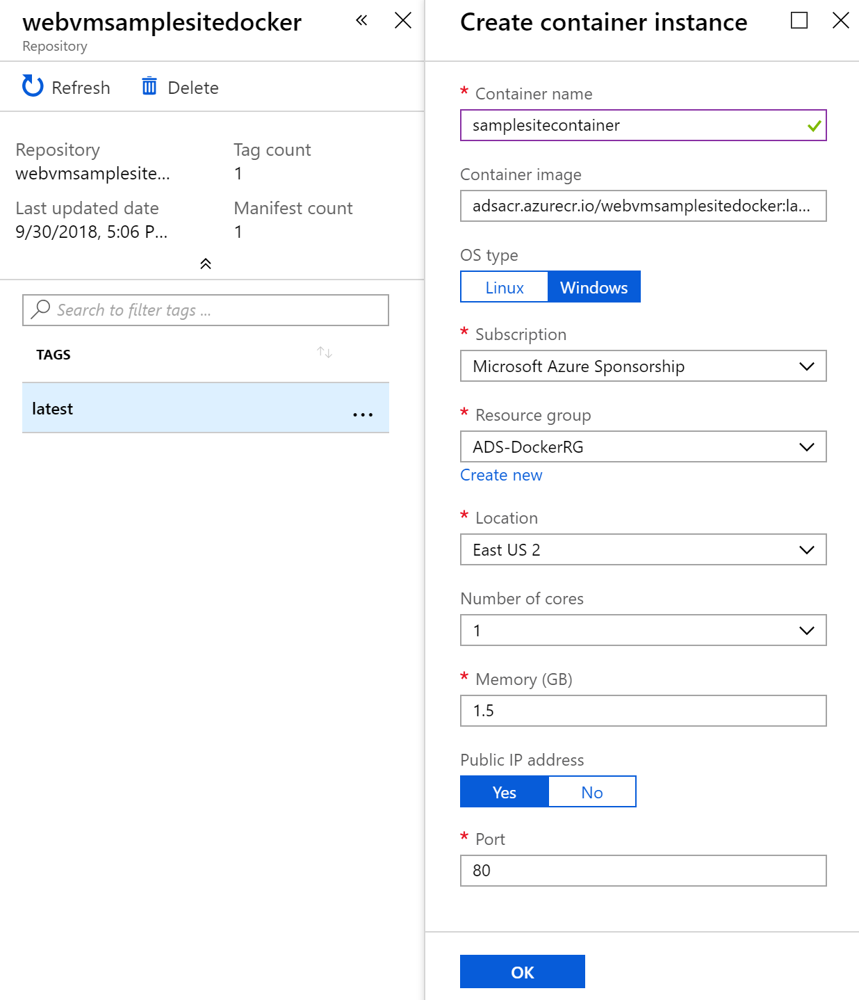 webvmsamplesitedocker
Repository
Refresh
Delete
Repository
webvmsamplesite...
Tag count
1
Last updated date
9/30/2018, 5:06 P...
Manifest count
1
Search to filter tags ...
TAGS
latest
...
Create container instance
* Container name
samplesitecontainer
Container image
adsacr.azurecr.io/webvmsamplesitedocker:la...
OS type
Linux
Windows
* Subscription
Microsoft Azure Sponsorship
* Resource group
ADS-DockerRG
Create new
* Location
East US 2
Number of cores
1
* Memory (GB)
1.5
Public IP address
Yes
No
* Port
80
OK